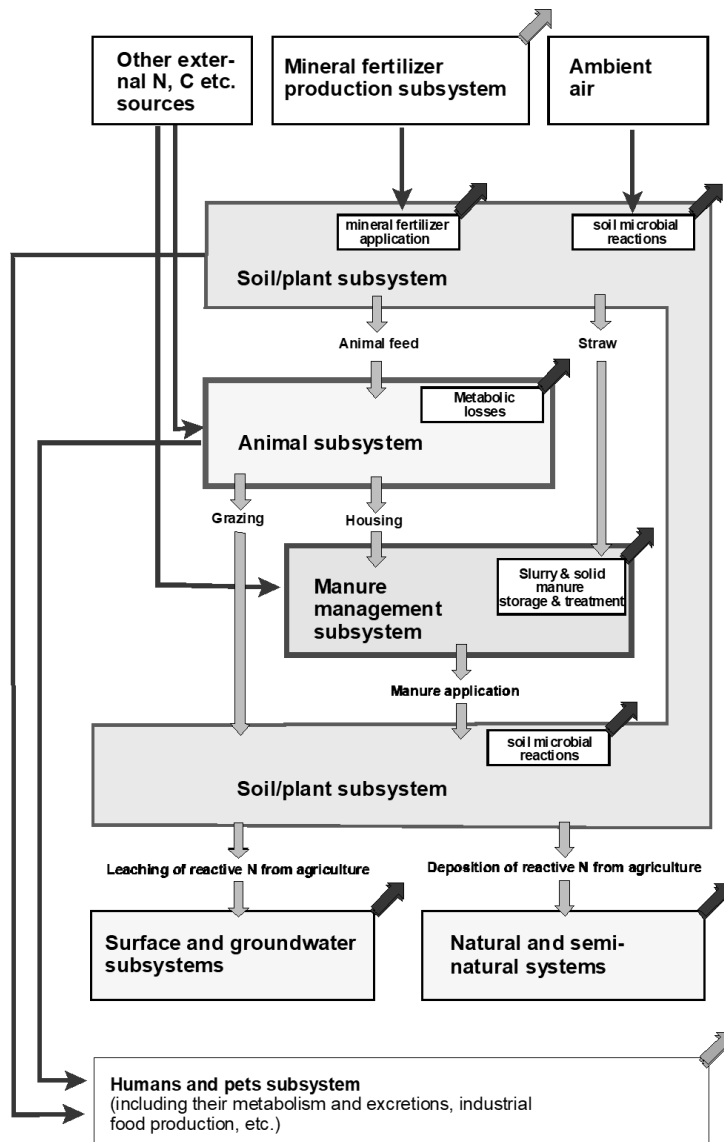 Other exter-
nal N, C etc.
sources
Mineral fertilizer
production subsystem
Ambient
air
mineral fertilizer
application
soil microbial
reactions
Soil/plant subsystem
Animal feed
Straw
Metabolic
losses
Animal subsystem
Grazing
Housing
Slurry & solid
manure
storage & treatment
Manure
management
subsystem
Manure application
soil microbial
reactions
Soil/plant subsystem
Leaching of reactive N from agriculture
Deposition of reactive N from agriculture
Surface and groundwater
subsystems
Natural and semi-
natural systems
Humans and pets subsystem
(including their metabolism and excretions, industrial
food production, etc.)